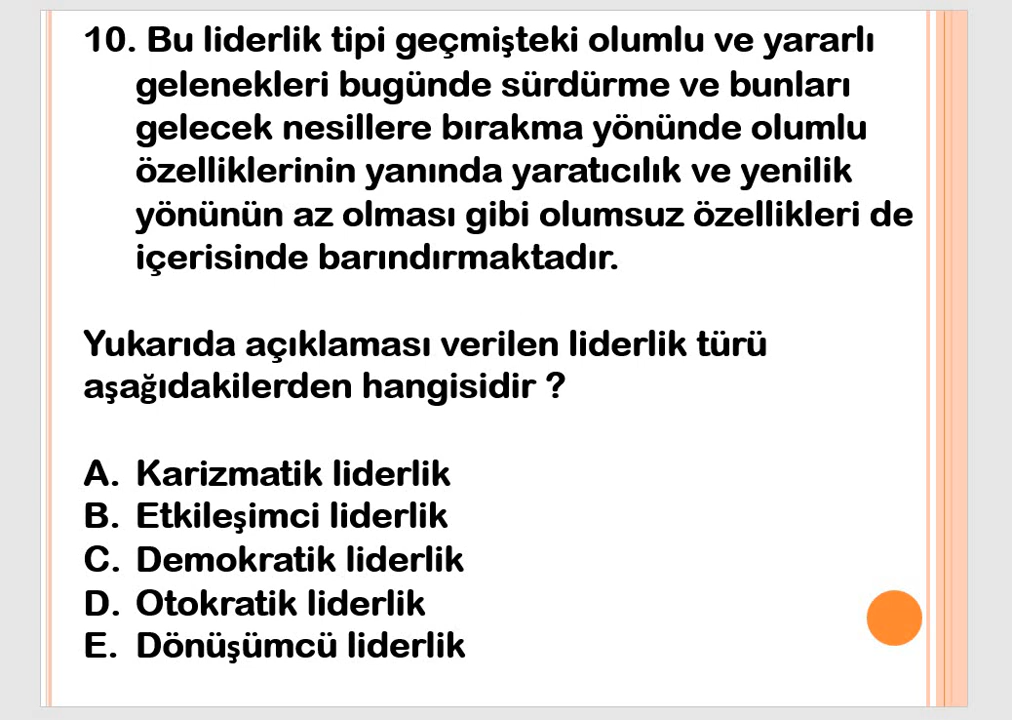 10. Bu liderlik tipi geçmişteki olumlu ve yararlı
gelenekleri bugünde sürdürme ve bunları
gelecek nesillere bırakma yönünde olumlu
özelliklerinin yanında yaratıcılık ve yenilik
yönünün az olması gibi olumsuz özellikleri de
içerisinde barındırmaktadır.
Yukarıda açıklaması verilen liderlik türü
aşağıdakilerden hangisidir ?
A. Karizmatik liderlik
B. Etkileşimci liderlik
C. Demokratik liderlik
D. Otokratik liderlik
E. Dönüşümcü liderlik